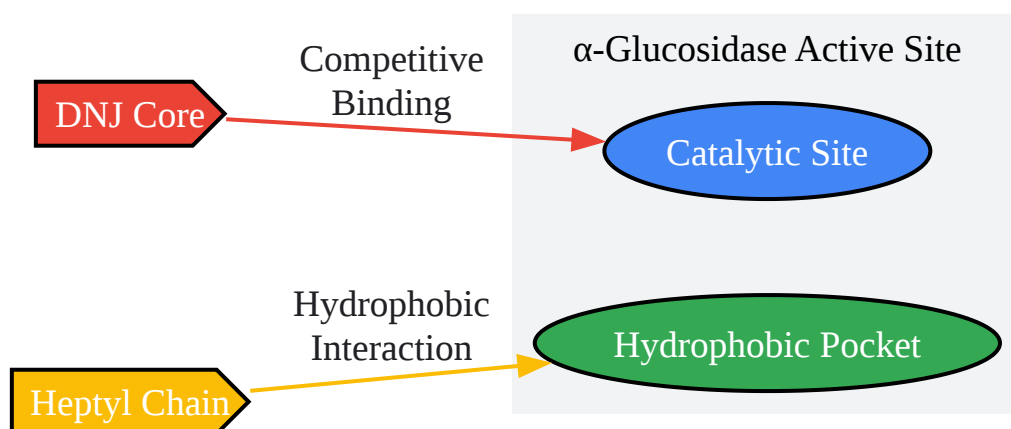 α-Glucosidase Active Site
Competitive
Binding
DNJ Core
Catalytic Site
Hydrophobic
Interaction
Hydrophobic Pocket
Heptyl Chain